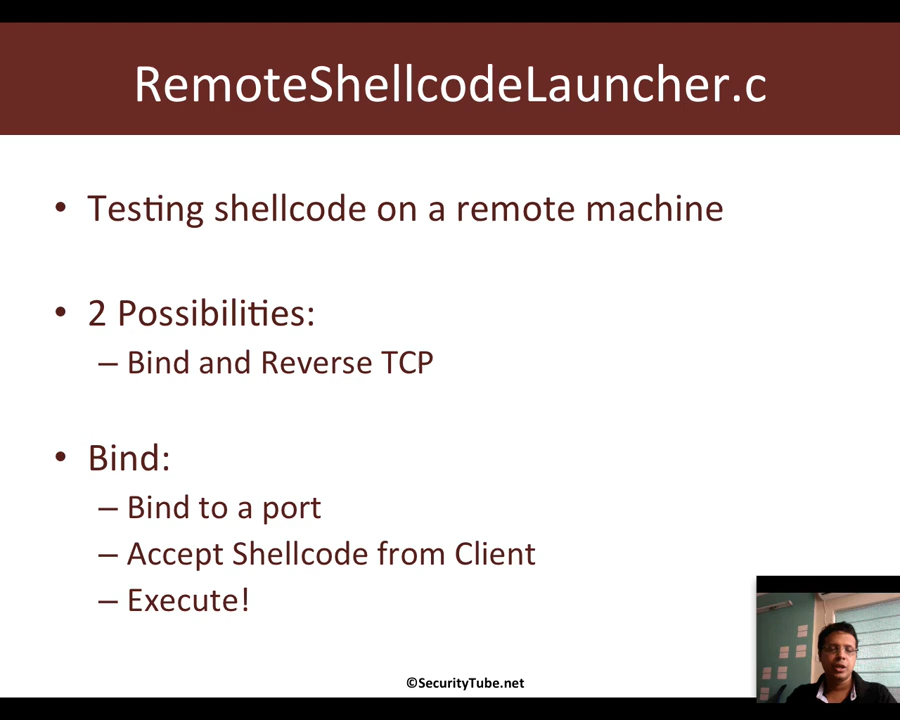 RemoteShellcodeLauncher.c
• Testing shellcode on a remote machine
• 2 Possibilities:
– Bind and Reverse TCP
• Bind:
– Bind to a port
– Accept Shellcode from Client
– Execute!
©SecurityTube.net